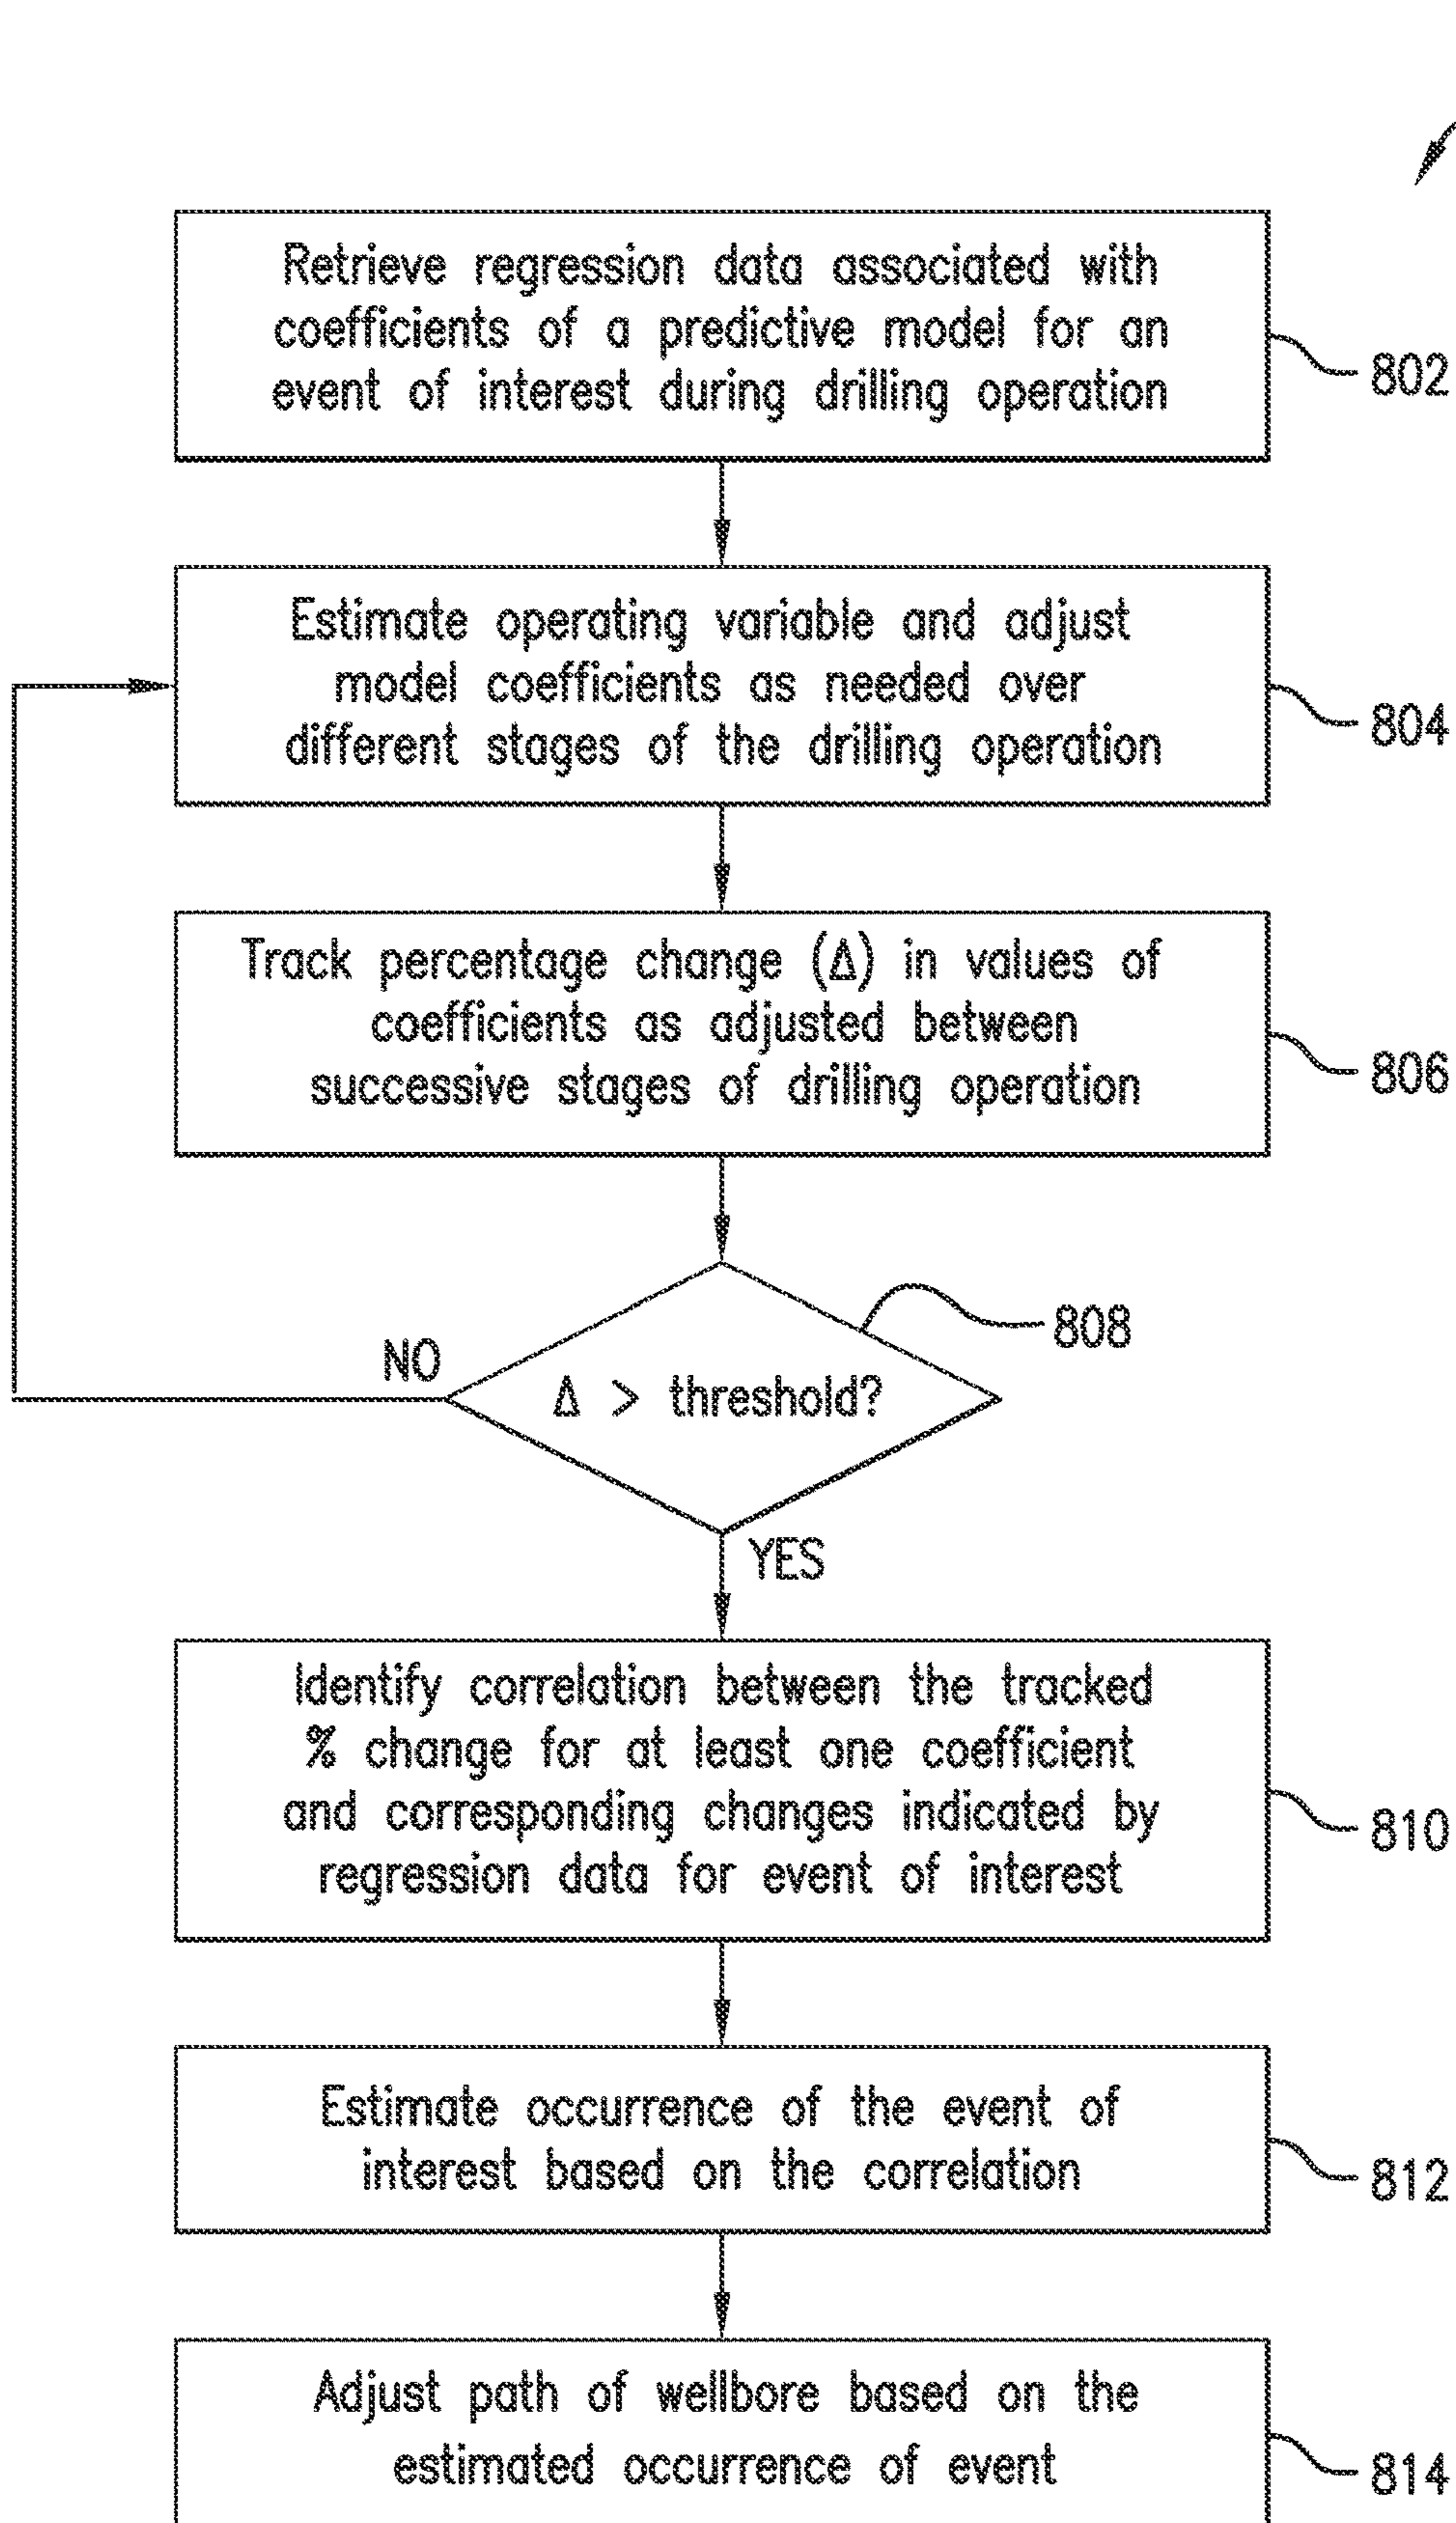 Retrieve regression data associated with
coefficients of a predictive model for an
event of interest during drilling operation
802
Estimate operating variable and adjust
model coefficients as needed over
different stages of the drilling operation
804
Track percentage change (Δ) in values of
coefficients as adjusted between
successive stages of drilling operation
806
808
NO
Δ > threshold?
YES
Identify correlation between the tracked
% change for at least one coefficient
and corresponding changes indicated by
regression data for event of interest
810
Estimate occurrence of the event of
interest based on the correlation
812
Adjust path of wellbore based on the
estimated occurrence of event
814